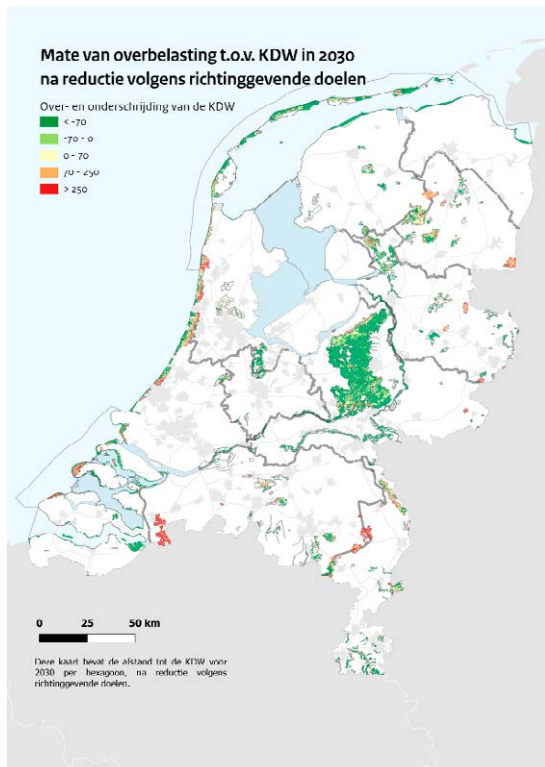 Mate van overbelasting t.o.v. KDW in 2030
na reductie volgens richtinggevende doelen
Over- en onderschrijding van de KDW
< -70
-70 - 0
0 - 70
70 - 250
> 250
0 25 50 km
Deze kaart bevat de afstand tot de KDW voor
2030 per hexagoon, na reductie volgens
richtinggevende doelen.